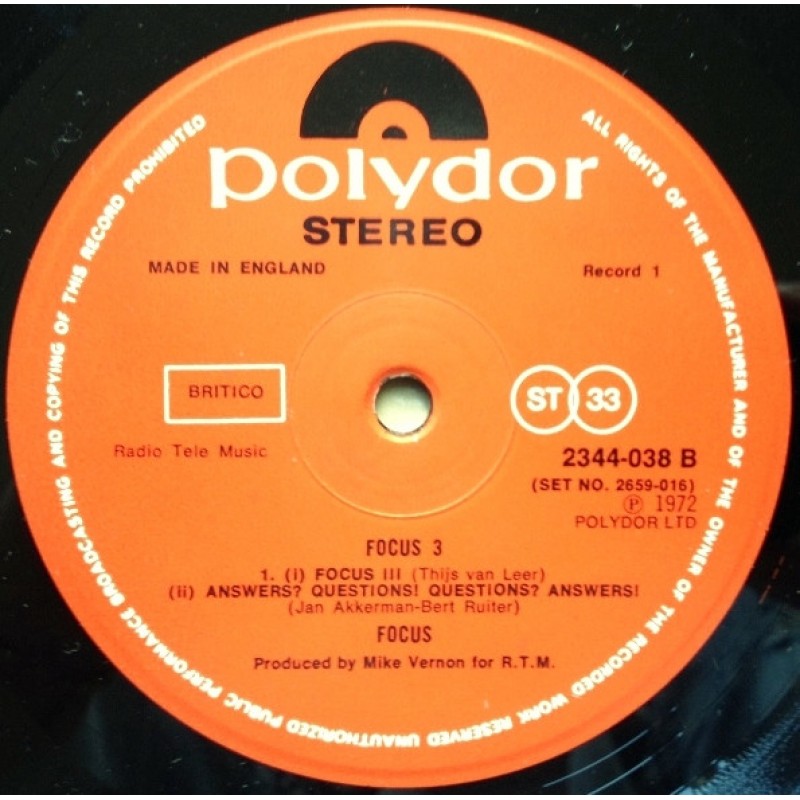 polydor
STEREO
MADE IN ENGLAND
Record 1
BRITICO
ST 33
Radio Tele Music
2344-038 B
(SET NO. 2659-016)
Ⓟ 1972
POLYDOR LTD
FOCUS 3
1. (i) FOCUS III (Thijs van Leer)
(ii) ANSWERS? QUESTIONS! QUESTIONS? ANSWERS!
(Jan Akkerman-Bert Ruiter)
FOCUS
Produced by Mike Vernon for R.T.M.
ALL RIGHTS OF THE MANUFACTURER AND OF THE OWNER OF THE RECORDED WORK RESERVED UNAUTHORIZED PUBLIC PERFORMANCE BROADCASTING AND COPYING OF THIS RECORD PROHIBITED